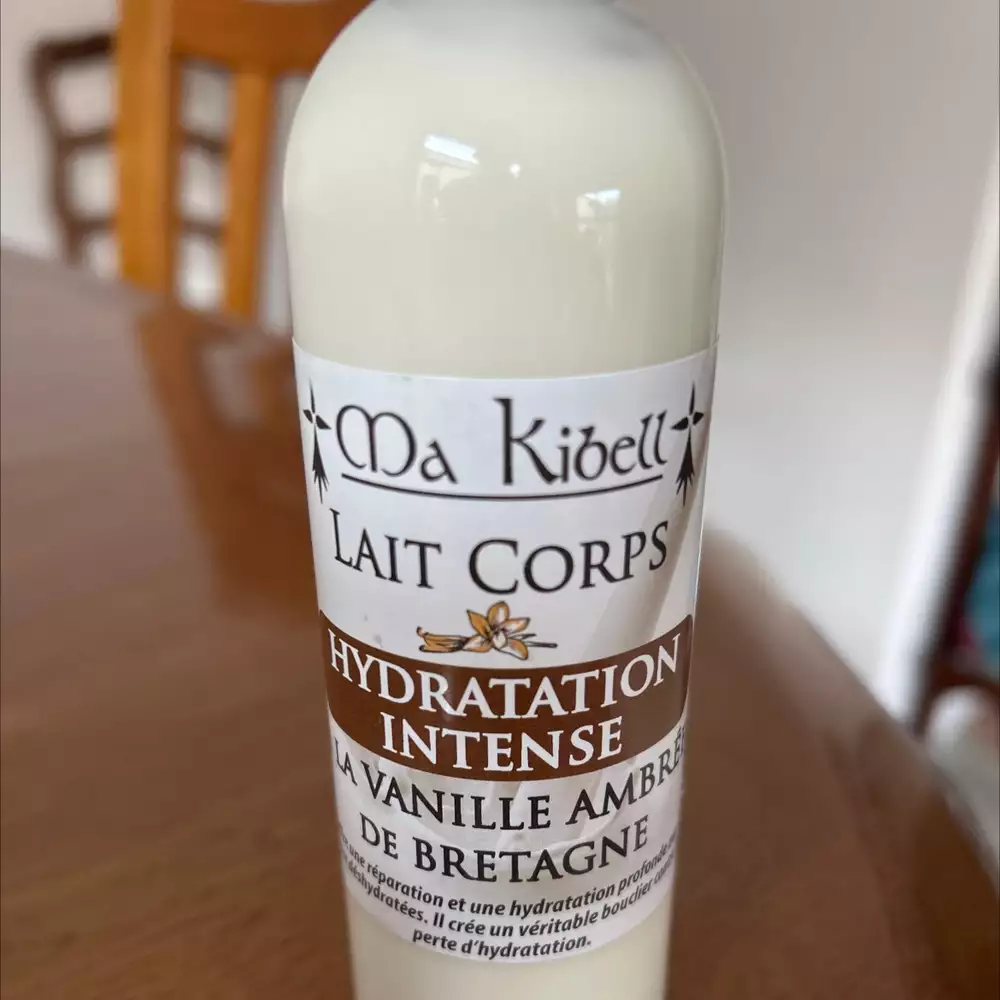 Ma Kibell
LAIT CORPS
HYDRATATION
INTENSE
LA VANILLE AMBRÉE
DE BRETAGNE
une réparation et une hydratation profonde
déshydratées. Il crée un véritable bouclier
perte d'hydratation.